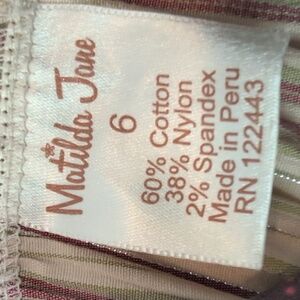 Matilda Jane
6
60% Cotton
38% Nylon
2% Spandex
Made in Peru
RN 122443